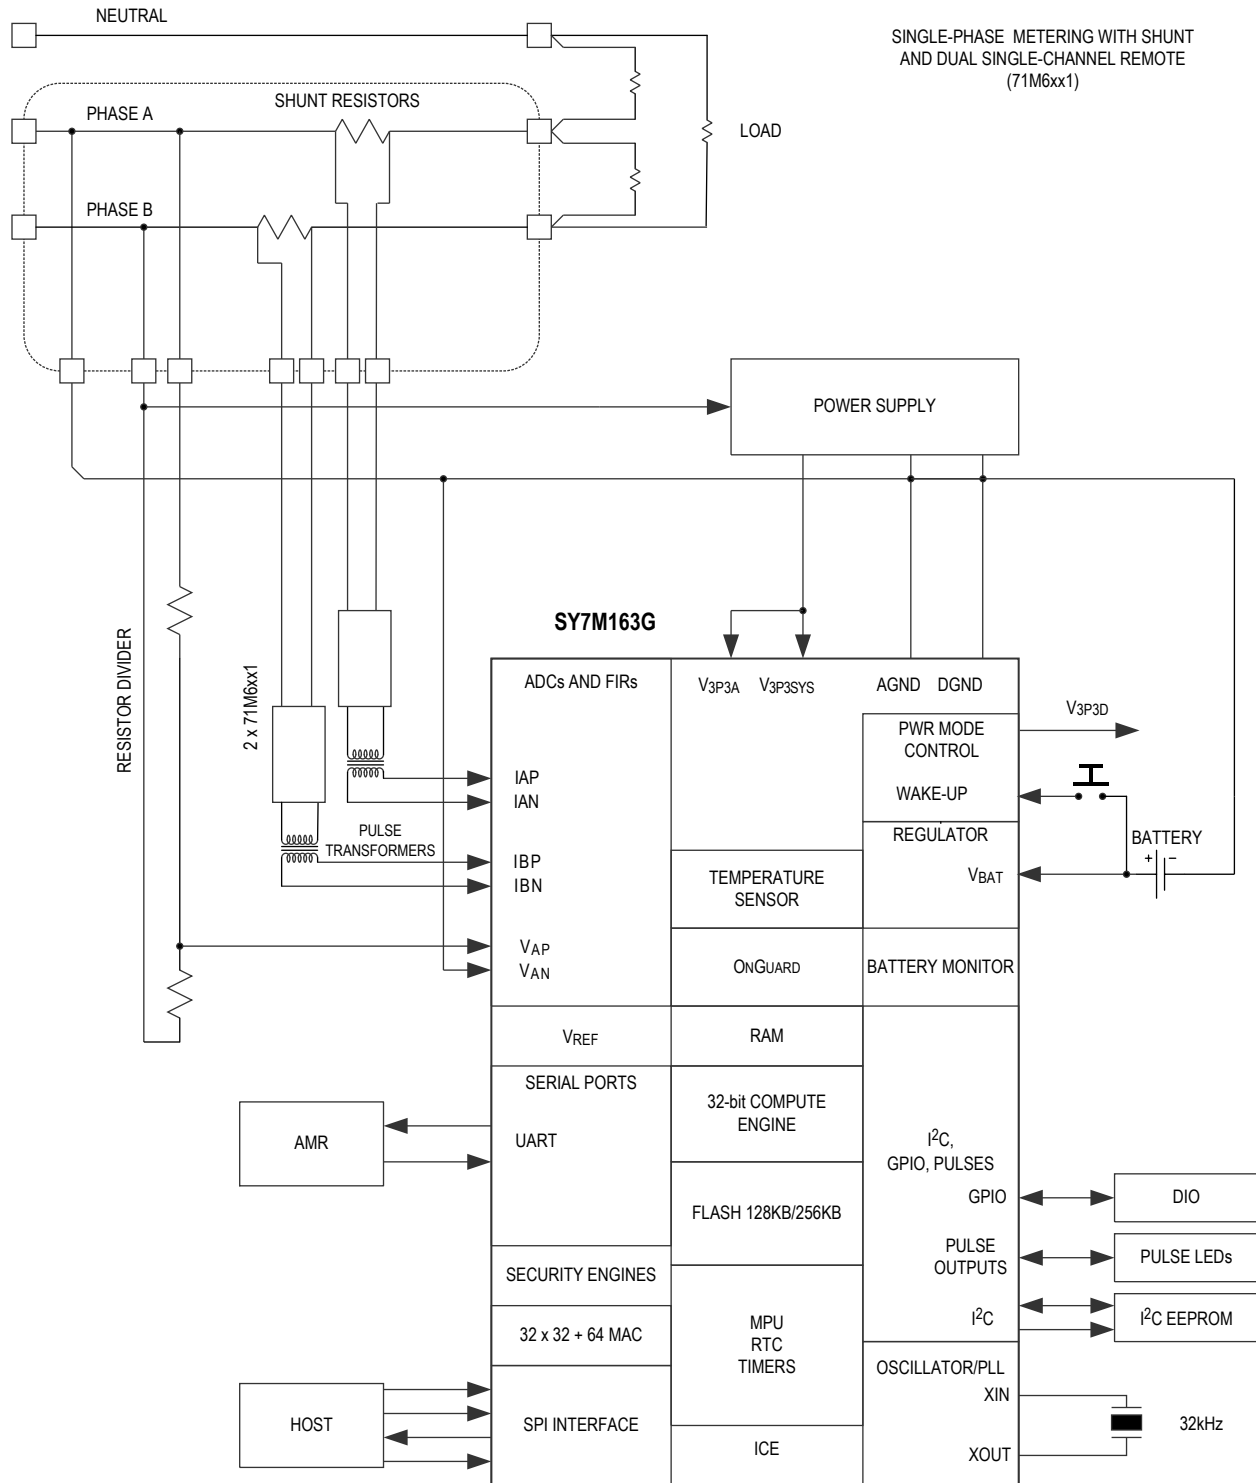 NEUTRAL
SINGLE-PHASE METERING WITH SHUNT
AND DUAL SINGLE-CHANNEL REMOTE
(71M6xx1)
PHASE A
SHUNT RESISTORS
LOAD
PHASE B
POWER SUPPLY
SY7M163G
RESISTOR DIVIDER
2 x 71M6xx1
PULSE
TRANSFORMERS
ADCs AND FIRs
V3P3A
V3P3SYS
AGND
DGND
V3P3D
PWR MODE
CONTROL
WAKE-UP
IAP
IAN
REGULATOR
BATTERY
+
–
IBP
IBN
TEMPERATURE
SENSOR
VBAT
VAP
VAN
ONGUARD
BATTERY MONITOR
VREF
RAM
SERIAL PORTS
UART
AMR
32-bit COMPUTE
ENGINE
I2C,
GPIO, PULSES
GPIO
DIO
FLASH 128KB/256KB
PULSE
OUTPUTS
PULSE LEDs
SECURITY ENGINES
I2C
I2C EEPROM
32 x 32 + 64 MAC
MPU
RTC
TIMERS
OSCILLATOR/PLL
XIN
HOST
SPI INTERFACE
32kHz
ICE
XOUT